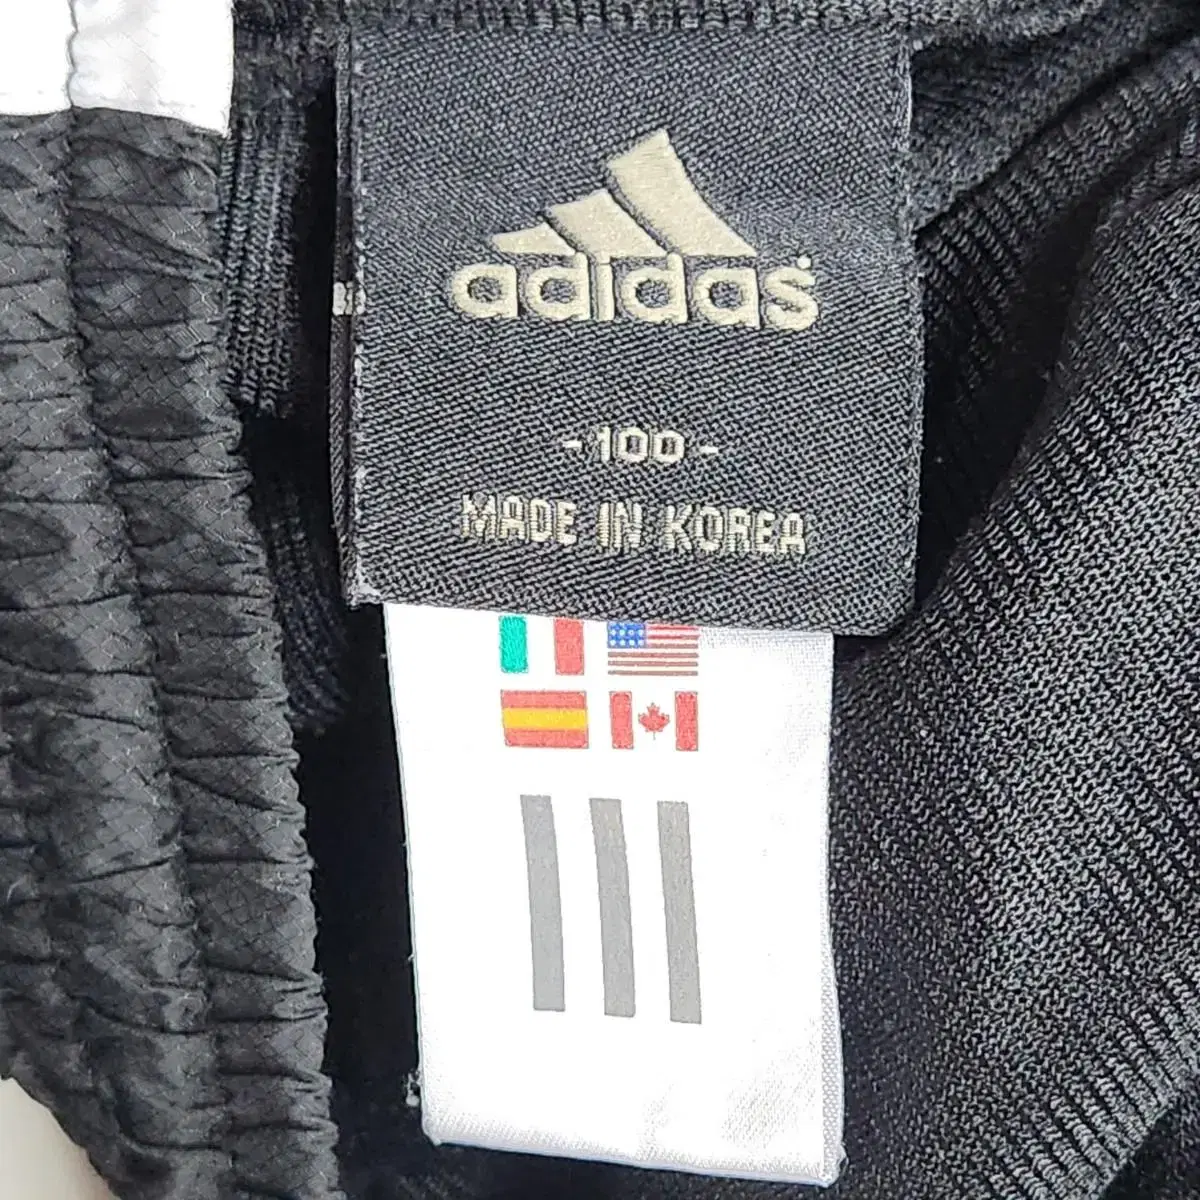 adidas
- 100 -
MADE IN KOREA